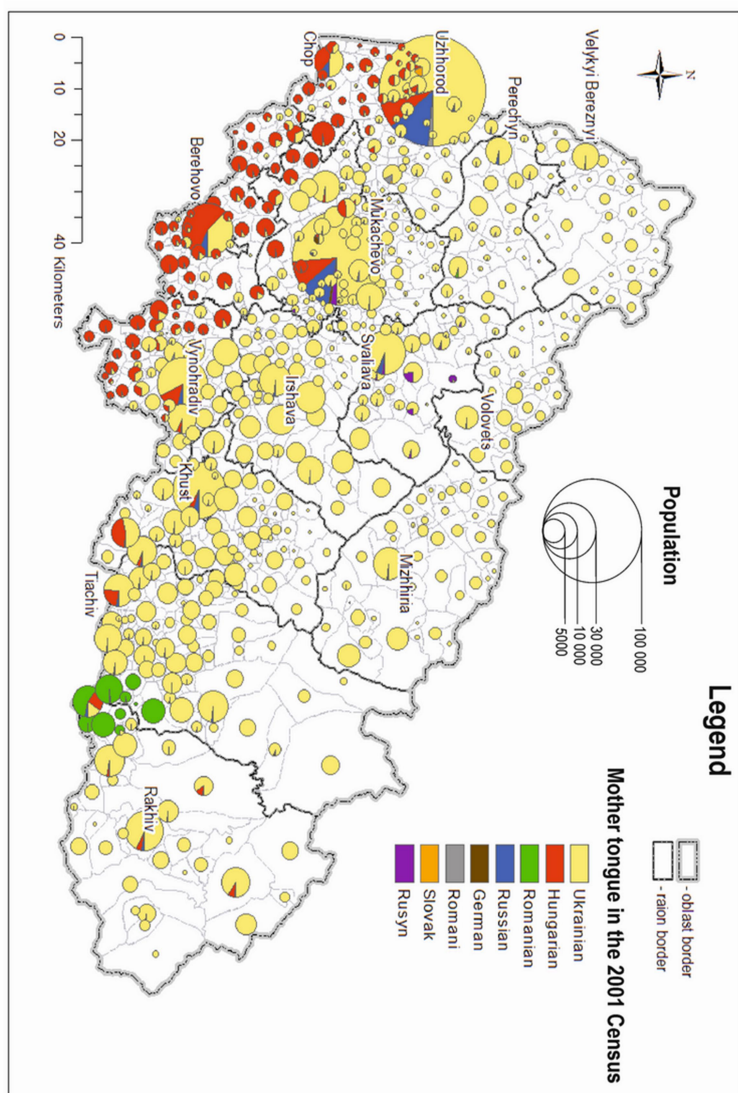 N
Velykyi Bereznyi
Perechyn
Uzhhorod
Chop
Mukachevo
Berehovo
Svaliava
Volovets
Irshava
Vynohradiv
Khust
Mizhhiria
Tiachiv
Rakhiv
0 10 20 40 Kilometers
Population
100 000
30 000
10 000
5000
Legend
- oblast border
- raion border
Mother tongue in the 2001 Census
Ukrainian
Hungarian
Romanian
Russian
German
Romani
Slovak
Rusyn